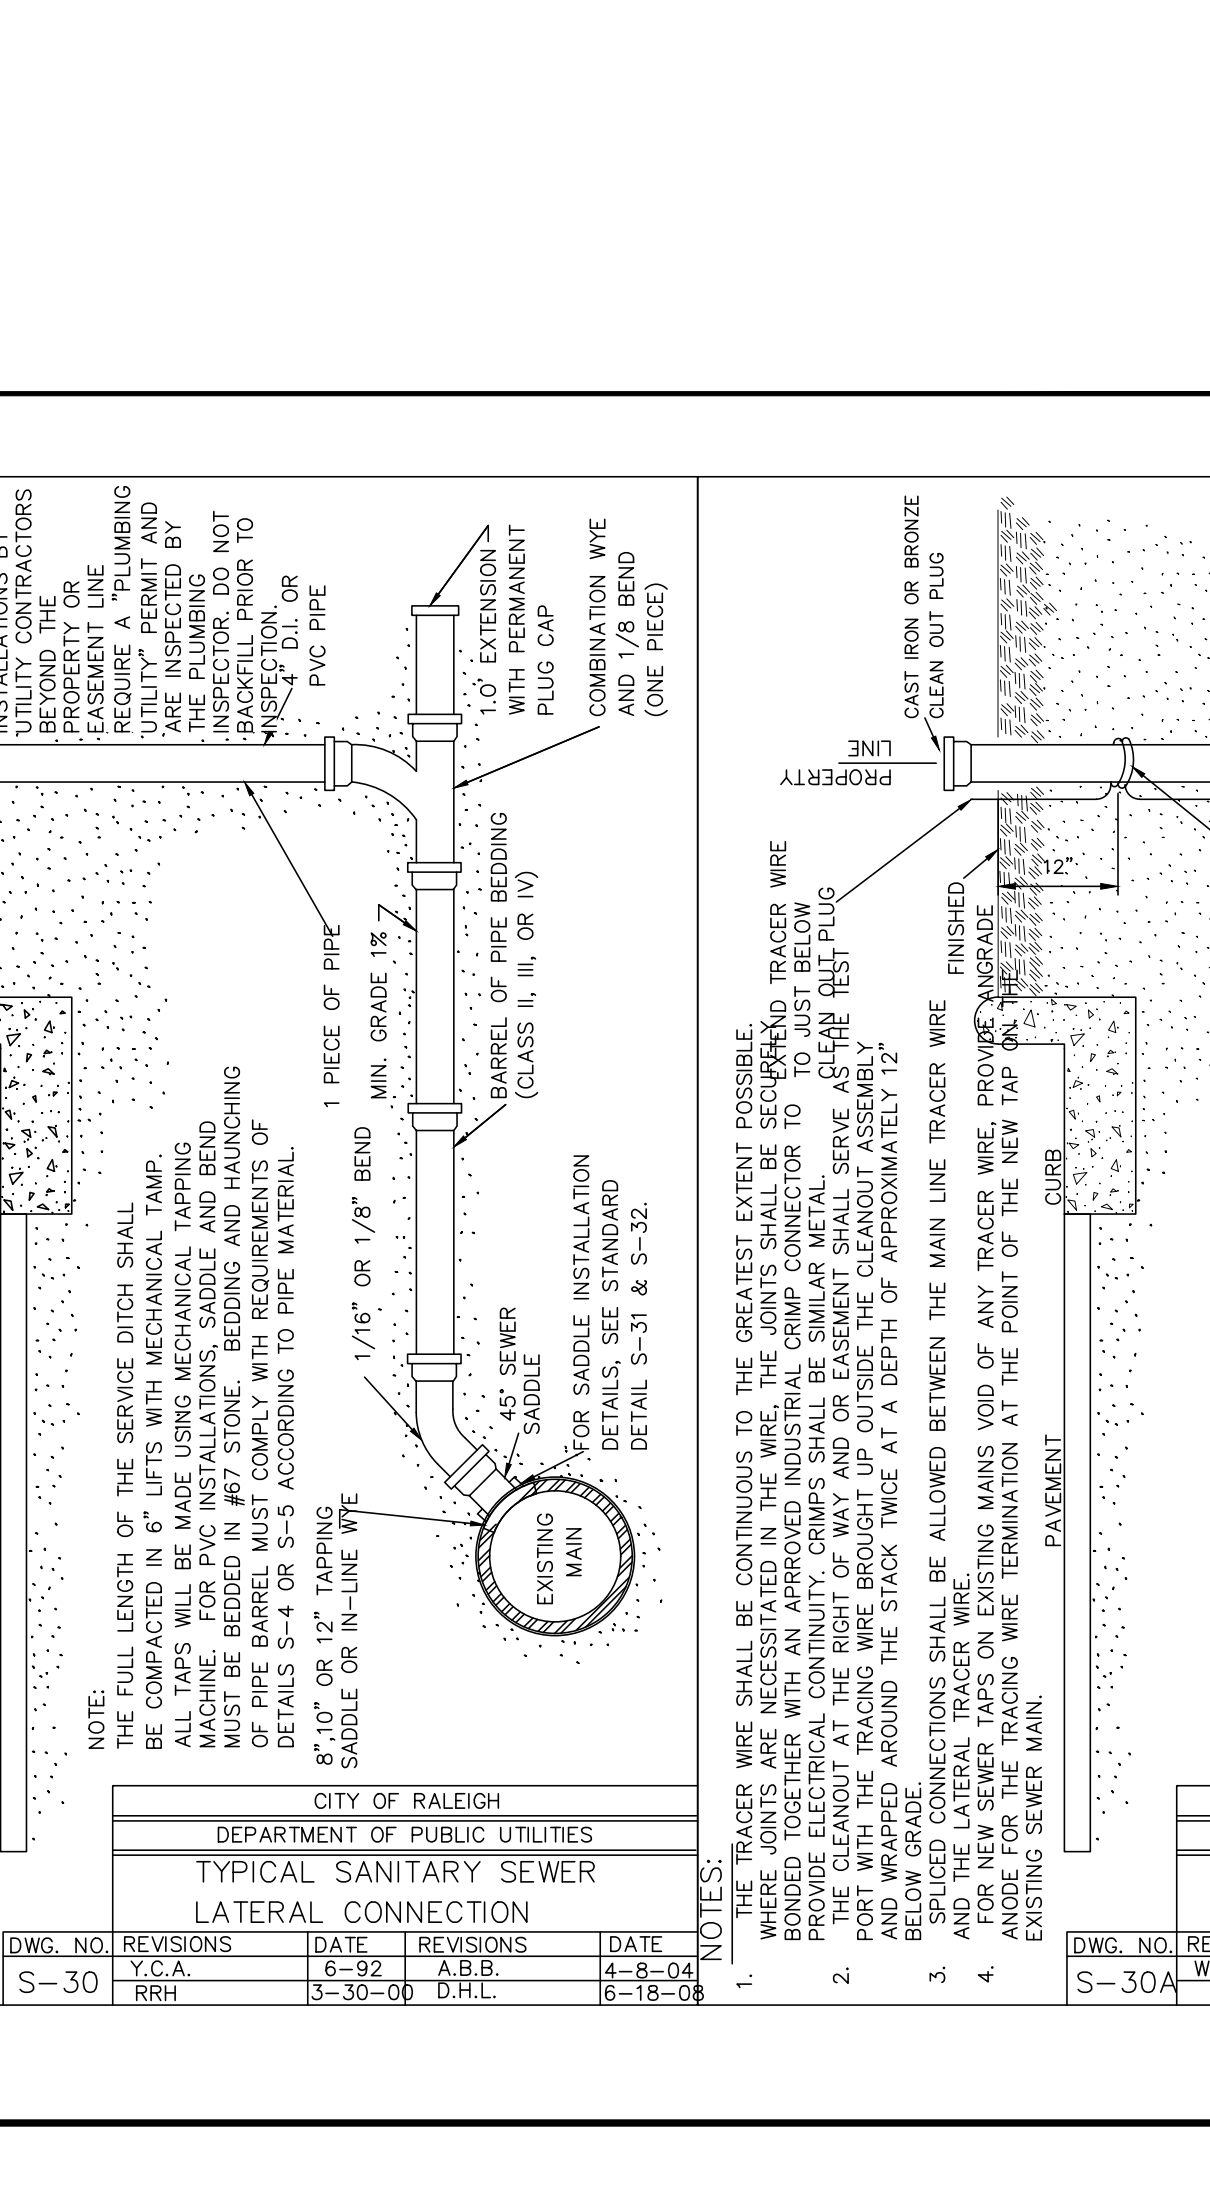 INSTALLATIONS BY
UTILITY CONTRACTORS
BEYOND THE
PROPERTY OR
EASEMENT LINE
REQUIRE A "PLUMBING
UTILITY" PERMIT AND
ARE INSPECTED BY
THE PLUMBING
INSPECTOR. DO NOT
BACKFILL PRIOR TO
INSPECTION.
4" D.I. OR
PVC PIPE
1.0' EXTENSION
WITH PERMANENT
PLUG CAP
COMBINATION WYE
AND 1/8 BEND
(ONE PIECE)
1 PIECE OF PIPE
MIN. GRADE 1%
BARREL OF PIPE BEDDING
(CLASS II, III, OR IV)
1/16" OR 1/8" BEND
45° SEWER
SADDLE
FOR SADDLE INSTALLATION
DETAILS, SEE STANDARD
DETAIL S-31 & S-32.
8",10" OR 12" TAPPING
SADDLE OR IN-LINE WYE
EXISTING
MAIN
NOTE:
THE FULL LENGTH OF THE SERVICE DITCH SHALL
BE COMPACTED IN 6" LIFTS WITH MECHANICAL TAMP.
ALL TAPS WILL BE MADE USING MECHANICAL TAPPING
MACHINE. FOR PVC INSTALLATIONS, SADDLE AND BEND
MUST BE BEDDED IN #67 STONE. BEDDING AND HAUNCHING
OF PIPE BARREL MUST COMPLY WITH REQUIREMENTS OF
DETAILS S-4 OR S-5 ACCORDING TO PIPE MATERIAL.
CITY OF RALEIGH
DEPARTMENT OF PUBLIC UTILITIES
TYPICAL SANITARY SEWER
LATERAL CONNECTION
DWG. NO. REVISIONS DATE REVISIONS DATE
S-30 Y.C.A. 6-92 A.B.B. 4-8-04
RRH 3-30-00 D.H.L. 6-18-08
NOTES:
1. THE TRACER WIRE SHALL BE CONTINUOUS TO THE GREATEST EXTENT POSSIBLE.
WHERE JOINTS ARE NECESSITATED IN THE WIRE, THE JOINTS SHALL BE SECURELY
BONDED TOGETHER WITH AN APRROVED INDUSTRIAL CRIMP CONNECTOR TO
PROVIDE ELECTRICAL CONTINUITY. CRIMPS SHALL BE SIMILAR METAL.
2. THE CLEANOUT AT THE RIGHT OF WAY AND OR EASEMENT SHALL SERVE AS THE TEST
PORT WITH THE TRACING WIRE BROUGHT UP OUTSIDE THE CLEANOUT ASSEMBLY
AND WRAPPED AROUND THE STACK TWICE AT A DEPTH OF APPROXIMATELY 12"
BELOW GRADE.
3. SPLICED CONNECTIONS SHALL BE ALLOWED BETWEEN THE MAIN LINE TRACER WIRE
AND THE LATERAL TRACER WIRE.
4. FOR NEW SEWER TAPS ON EXISTING MAINS VOID OF ANY TRACER WIRE, PROVIDE AN
ANODE FOR THE TRACING WIRE TERMINATION AT THE POINT OF THE NEW TAP ON THE
EXISTING SEWER MAIN.
EXTEND TRACER WIRE
TO JUST BELOW
CLEAN OUT PLUG
PROPERTY
LINE
CAST IRON OR BRONZE
CLEAN OUT PLUG
FINISHED
GRADE
12"
CURB
PAVEMENT
DWG. NO. RE
S-30A W